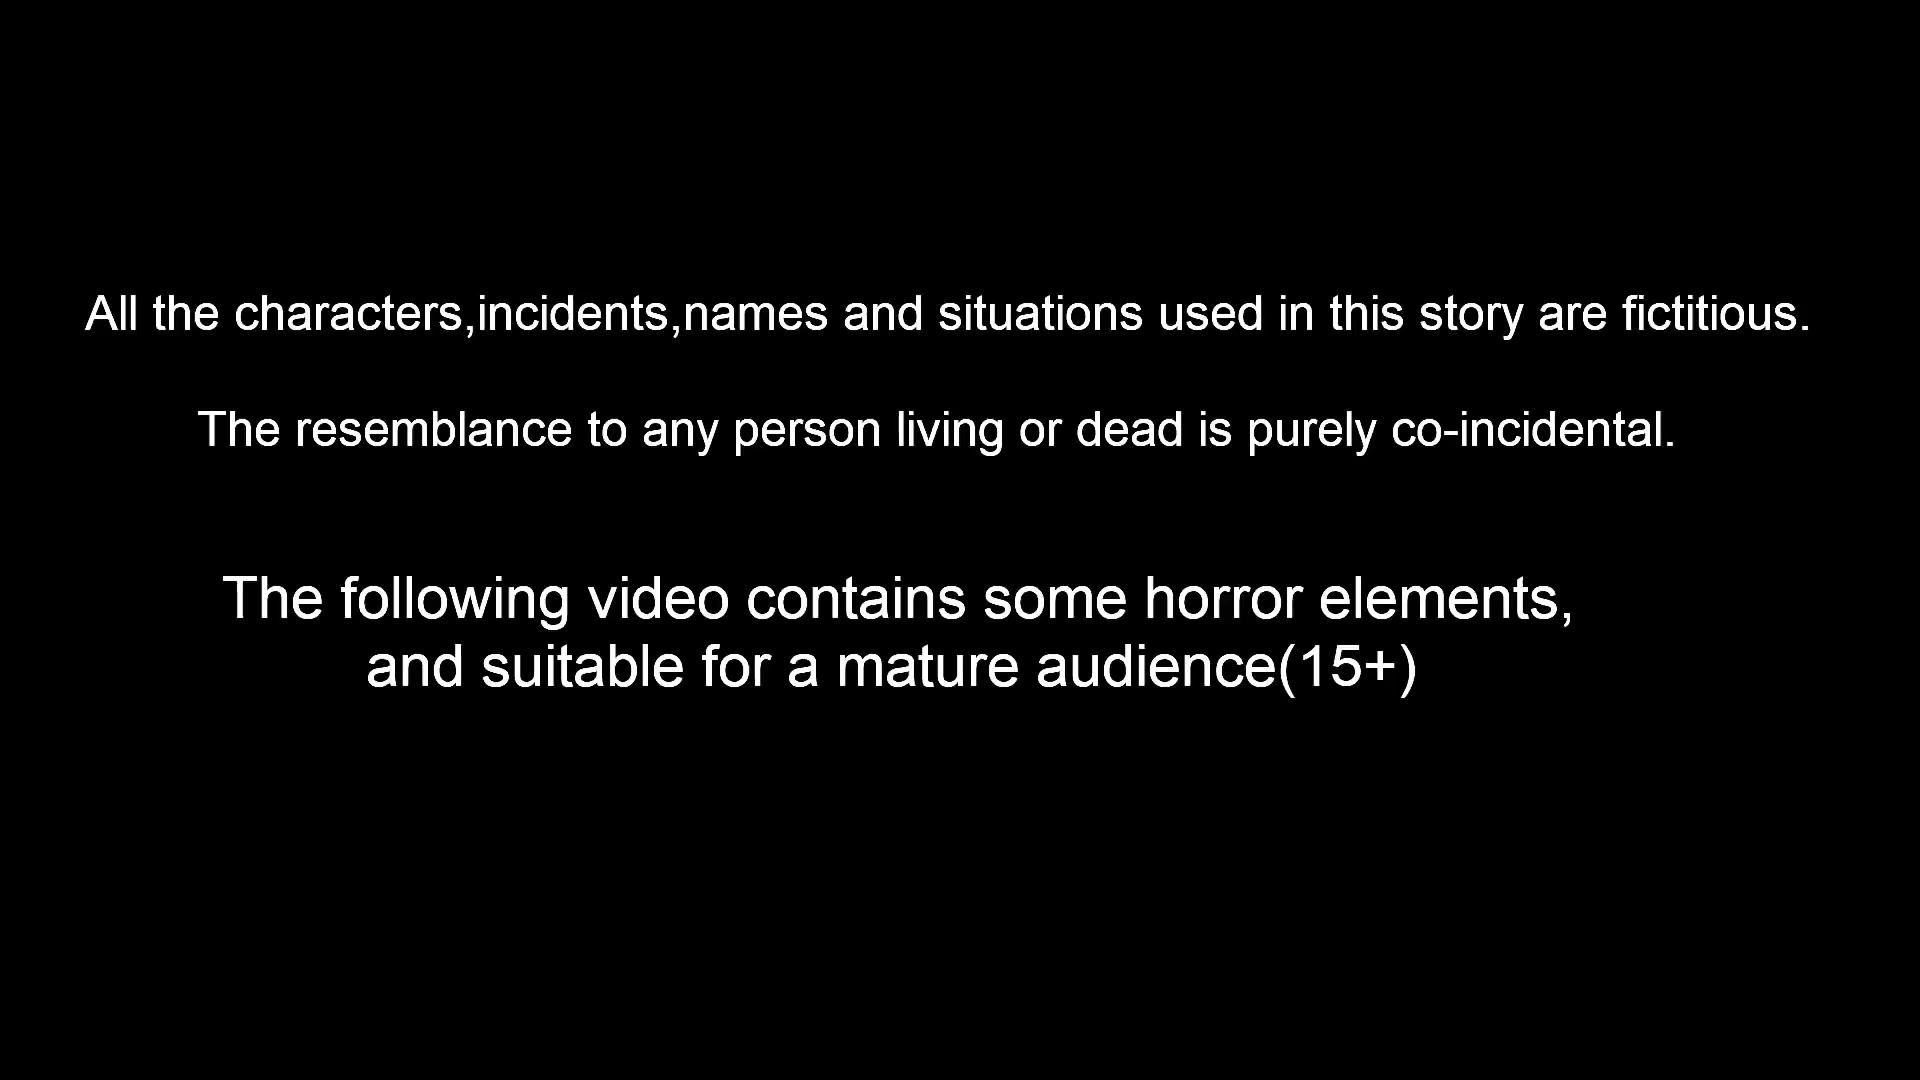 All the characters,incidents,names and situations used in this story are fictitious.
The resemblance to any person living or dead is purely co-incidental.
The following video contains some horror elements,
and suitable for a mature audience(15+)